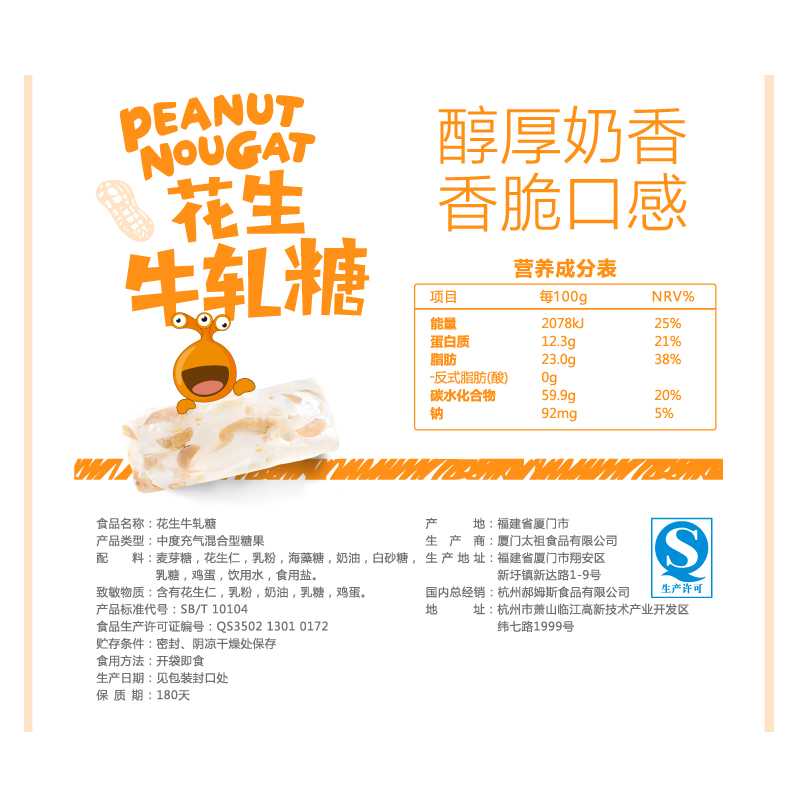 PEANUT
NOUGAT
花生
牛轧糖
醇厚奶香
香脆口感
营养成分表
项目 每100g NRV%
能量 2078kJ 25%
蛋白质 12.3g 21%
脂肪 23.0g 38%
-反式脂肪(酸) 0g
碳水化合物 59.9g 20%
钠 92mg 5%
食品名称：花生牛轧糖
产品类型：中度充气混合型糖果
配 料：麦芽糖，花生仁，乳粉，海藻糖，奶油，白砂糖，
乳糖，鸡蛋，饮用水，食用盐。
致敏物质：含有花生仁，乳粉，奶油，乳糖，鸡蛋。
产品标准代号：SB/T 10104
食品生产许可证编号：QS3502 1301 0172
贮存条件：密封、阴凉干燥处保存
食用方法：开袋即食
生产日期：见包装封口处
保 质 期：180天
产 地：福建省厦门市
生 产 商：厦门太祖食品有限公司
生产地址：福建省厦门市翔安区
新圩镇新达路1-9号
国内总经销：杭州郝姆斯食品有限公司
地 址：杭州市萧山临江高新技术产业开发区
纬七路1999号
QS
生产许可